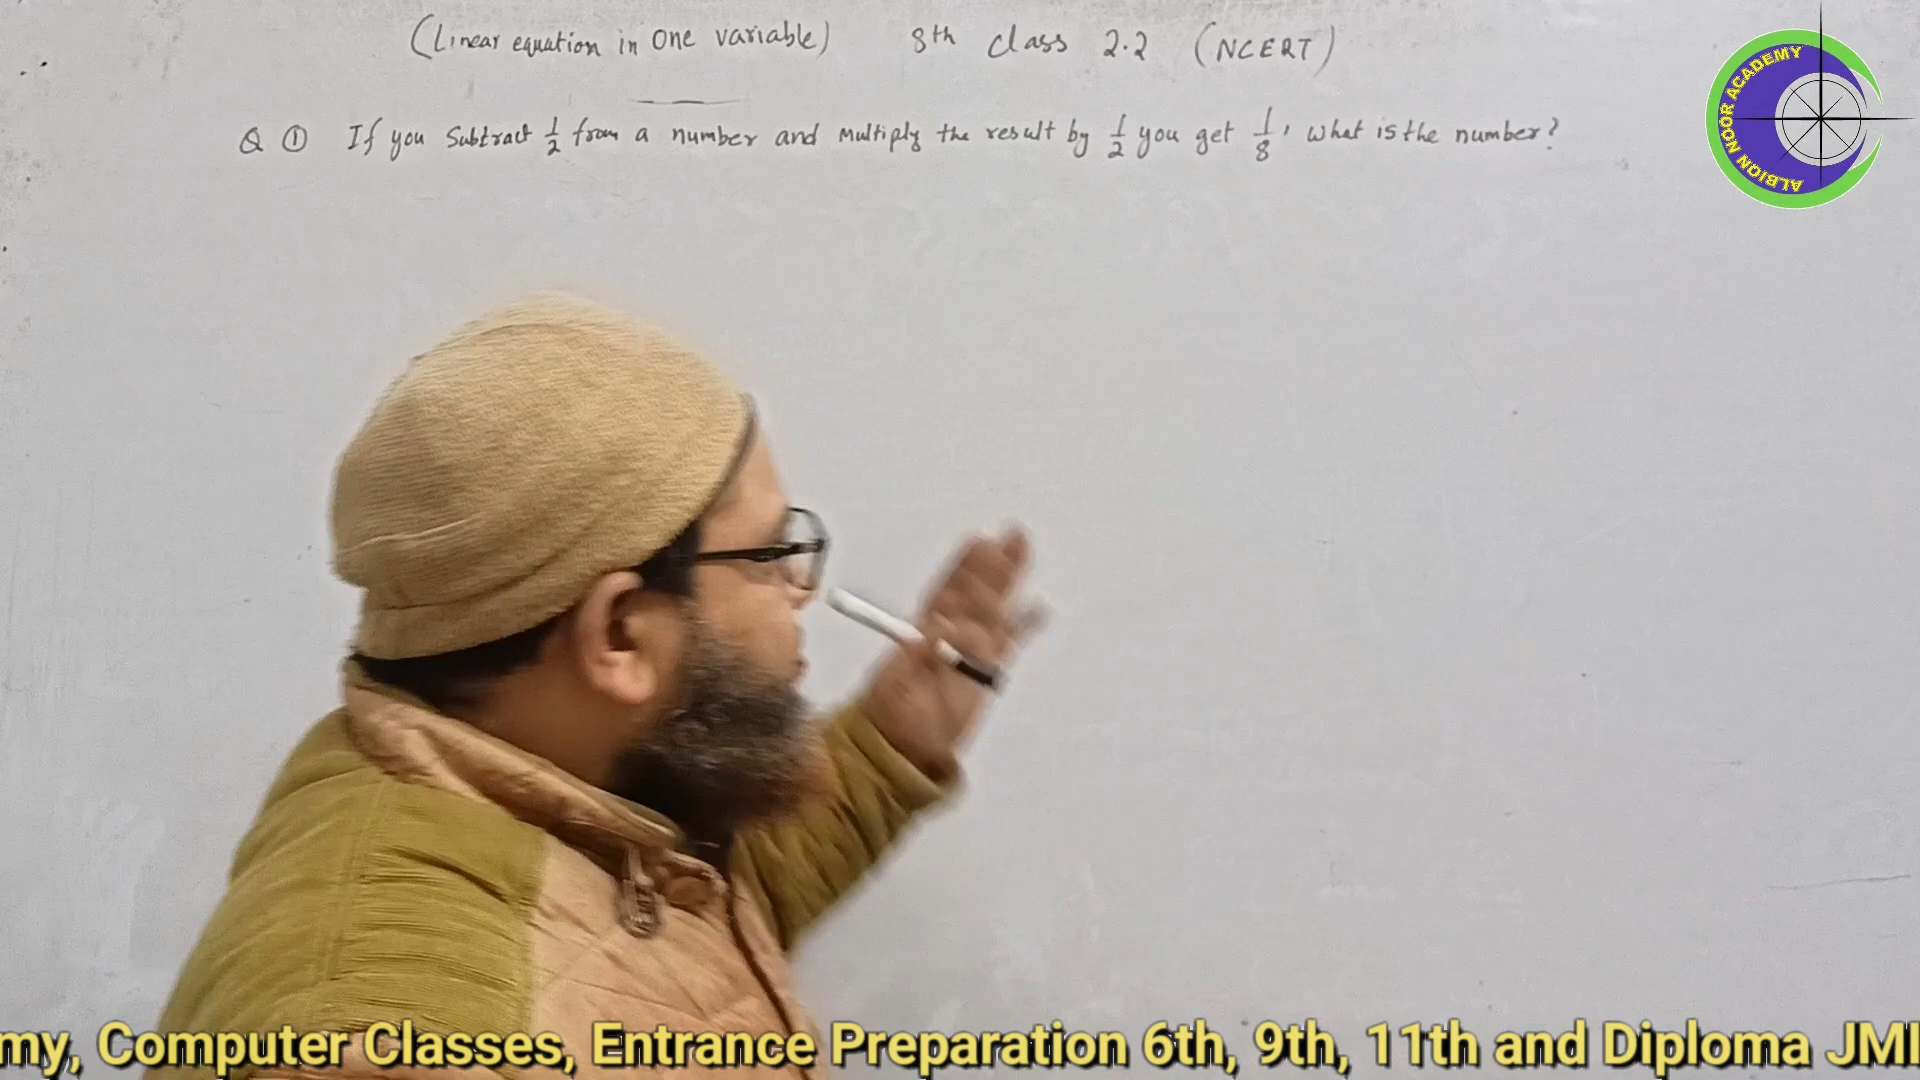 (Linear equation in one variable) 8th class 2.2 (NCERT)
Q ① If you subtract 1/2 from a number and multiply the result by 1/2 you get 1/8, what is the number?
ALBION NOOR ACADEMY
my, Computer Classes, Entrance Preparation 6th, 9th, 11th and Diploma JMI